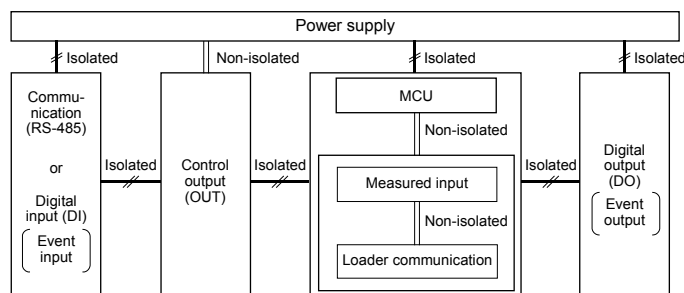 Power supply
Isolated
Non-isolated
Isolated
Isolated
Commu-
nication
(RS-485)
or
Digital
input (DI)
Event
input
Isolated
Control
output
(OUT)
Isolated
MCU
Non-isolated
Measured input
Non-isolated
Loader communication
Isolated
Digital
output
(DO)
Event
output